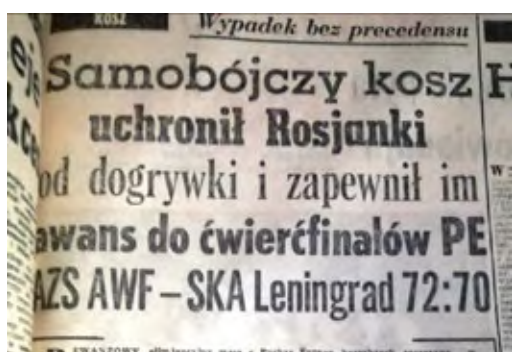 KOSZ
Wypadek bez precedensu
Samobójczy kosz
uchronił Rosjanki
od dogrywki i zapewnił im
awans do ćwierćfinałów PE
AZS AWF – SKA Leningrad 72:70